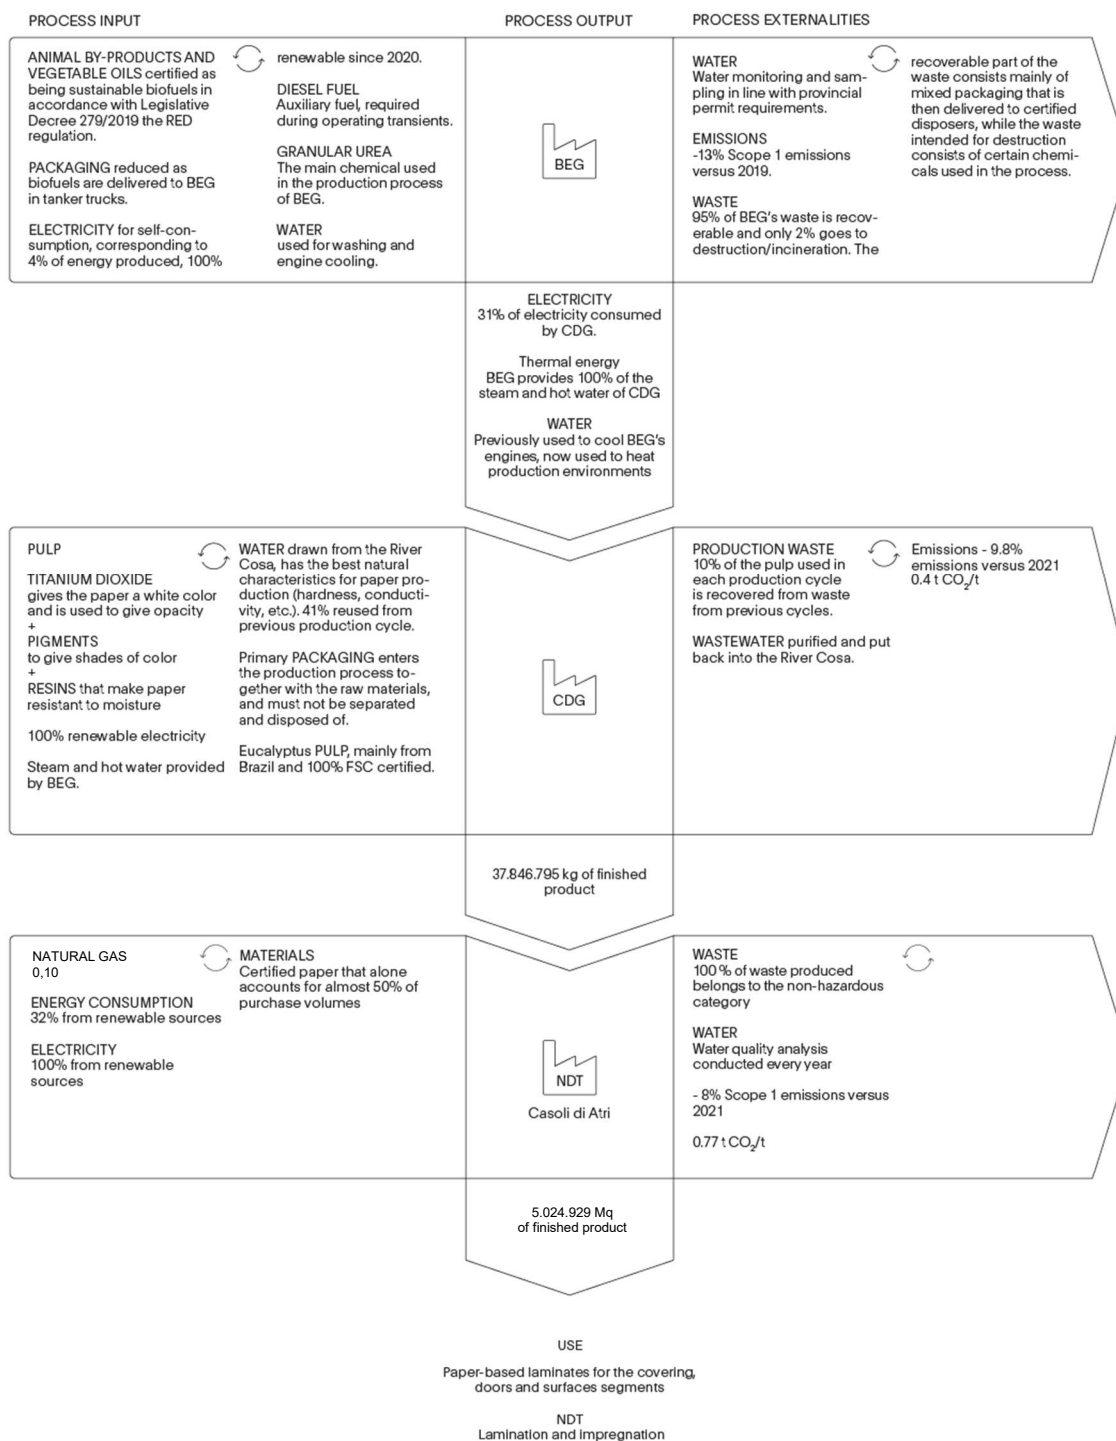 PROCESS INPUT
PROCESS OUTPUT
PROCESS EXTERNALITIES
ANIMAL BY-PRODUCTS AND
VEGETABLE OILS certified as
being sustainable biofuels in
accordance with Legislative
Decree 279/2019 the RED
regulation.
PACKAGING reduced as
biofuels are delivered to BEG
in tanker trucks.
ELECTRICITY for self-con-
sumption, corresponding to
4% of energy produced, 100%
renewable since 2020.
DIESEL FUEL
Auxiliary fuel, required
during operating transients.
GRANULAR UREA
The main chemical used
in the production process
of BEG.
WATER
used for washing and
engine cooling.
BEG
WATER
Water monitoring and sam-
pling in line with provincial
permit requirements.
EMISSIONS
-13% Scope 1 emissions
versus 2019.
WASTE
95% of BEG's waste is recov-
erable and only 2% goes to
destruction/incineration. The
recoverable part of the
waste consists mainly of
mixed packaging that is
then delivered to certified
disposers, while the waste
intended for destruction
consists of certain chemi-
cals used in the process.
ELECTRICITY
31% of electricity consumed
by CDG.
Thermal energy
BEG provides 100% of the
steam and hot water of CDG
WATER
Previously used to cool BEG's
engines, now used to heat
production environments
PULP
TITANIUM DIOXIDE
gives the paper a white color
and is used to give opacity
+
PIGMENTS
to give shades of color
+
RESINS that make paper
resistant to moisture
100% renewable electricity
Steam and hot water provided
by BEG.
WATER drawn from the River
Cosa, has the best natural
characteristics for paper pro-
duction (hardness, conducti-
vity, etc.). 41% reused from
previous production cycle.
Primary PACKAGING enters
the production process to-
gether with the raw materials,
and must not be separated
and disposed of.
Eucalyptus PULP, mainly from
Brazil and 100% FSC certified.
CDG
PRODUCTION WASTE
10% of the pulp used in
each production cycle
is recovered from waste
from previous cycles.
WASTEWATER purified and put
back into the River Cosa.
Emissions - 9.8%
emissions versus 2021
0.4 t CO₂/t
37.846.795 kg of finished
product
NATURAL GAS
0,10
ENERGY CONSUMPTION
32% from renewable sources
ELECTRICITY
100% from renewable
sources
MATERIALS
Certified paper that alone
accounts for almost 50% of
purchase volumes
NDT
Casoli di Atri
WASTE
100 % of waste produced
belongs to the non-hazardous
category
WATER
Water quality analysis
conducted every year
- 8% Scope 1 emissions versus
2021
0.77 t CO₂/t
5.024.929 Mq
of finished product
USE
Paper-based laminates for the covering,
doors and surfaces segments
NDT
Lamination and impregnation